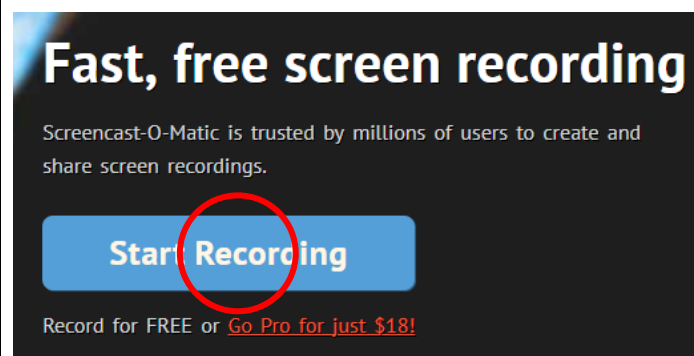 Fast, free screen recording
Screencast-O-Matic is trusted by millions of users to create and
share screen recordings.
Start Recording
Record for FREE or Go Pro for just $18!